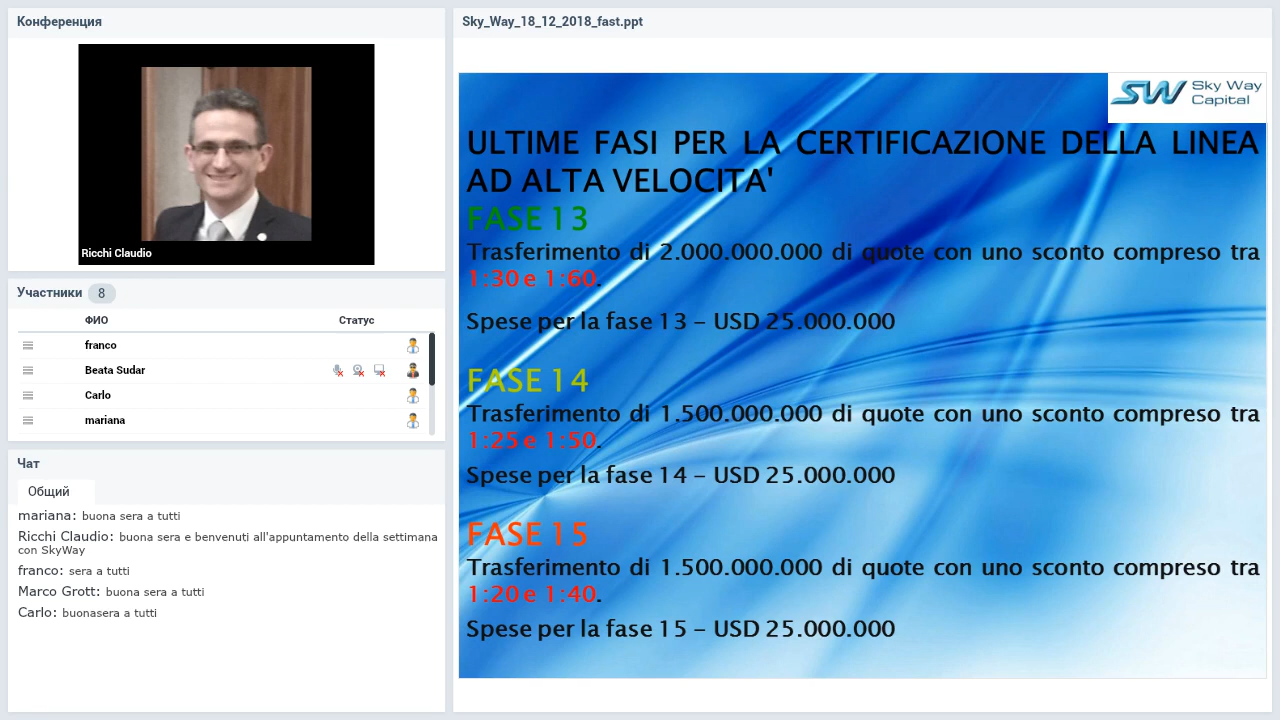 Конференция
Ricchi Claudio
Участники 8
ФИО Статус
franco
Beata Sudar
Carlo
mariana
Чат
Общий
mariana: buona sera a tutti
Ricchi Claudio: buona sera e benvenuti all'appuntamento della settimana
con SkyWay
franco: sera a tutti
Marco Grott: buona sera a tutti
Carlo: buonasera a tutti
Sky_Way_18_12_2018_fast.ppt
SW Sky Way
Capital
ULTIME FASI PER LA CERTIFICAZIONE DELLA LINEA
AD ALTA VELOCITA'
FASE 13
Trasferimento di 2.000.000.000 di quote con uno sconto compreso tra
1:30 e 1:60.
Spese per la fase 13 – USD 25.000.000
FASE 14
Trasferimento di 1.500.000.000 di quote con uno sconto compreso tra
1:25 e 1:50.
Spese per la fase 14 – USD 25.000.000
FASE 15
Trasferimento di 1.500.000.000 di quote con uno sconto compreso tra
1:20 e 1:40.
Spese per la fase 15 – USD 25.000.000